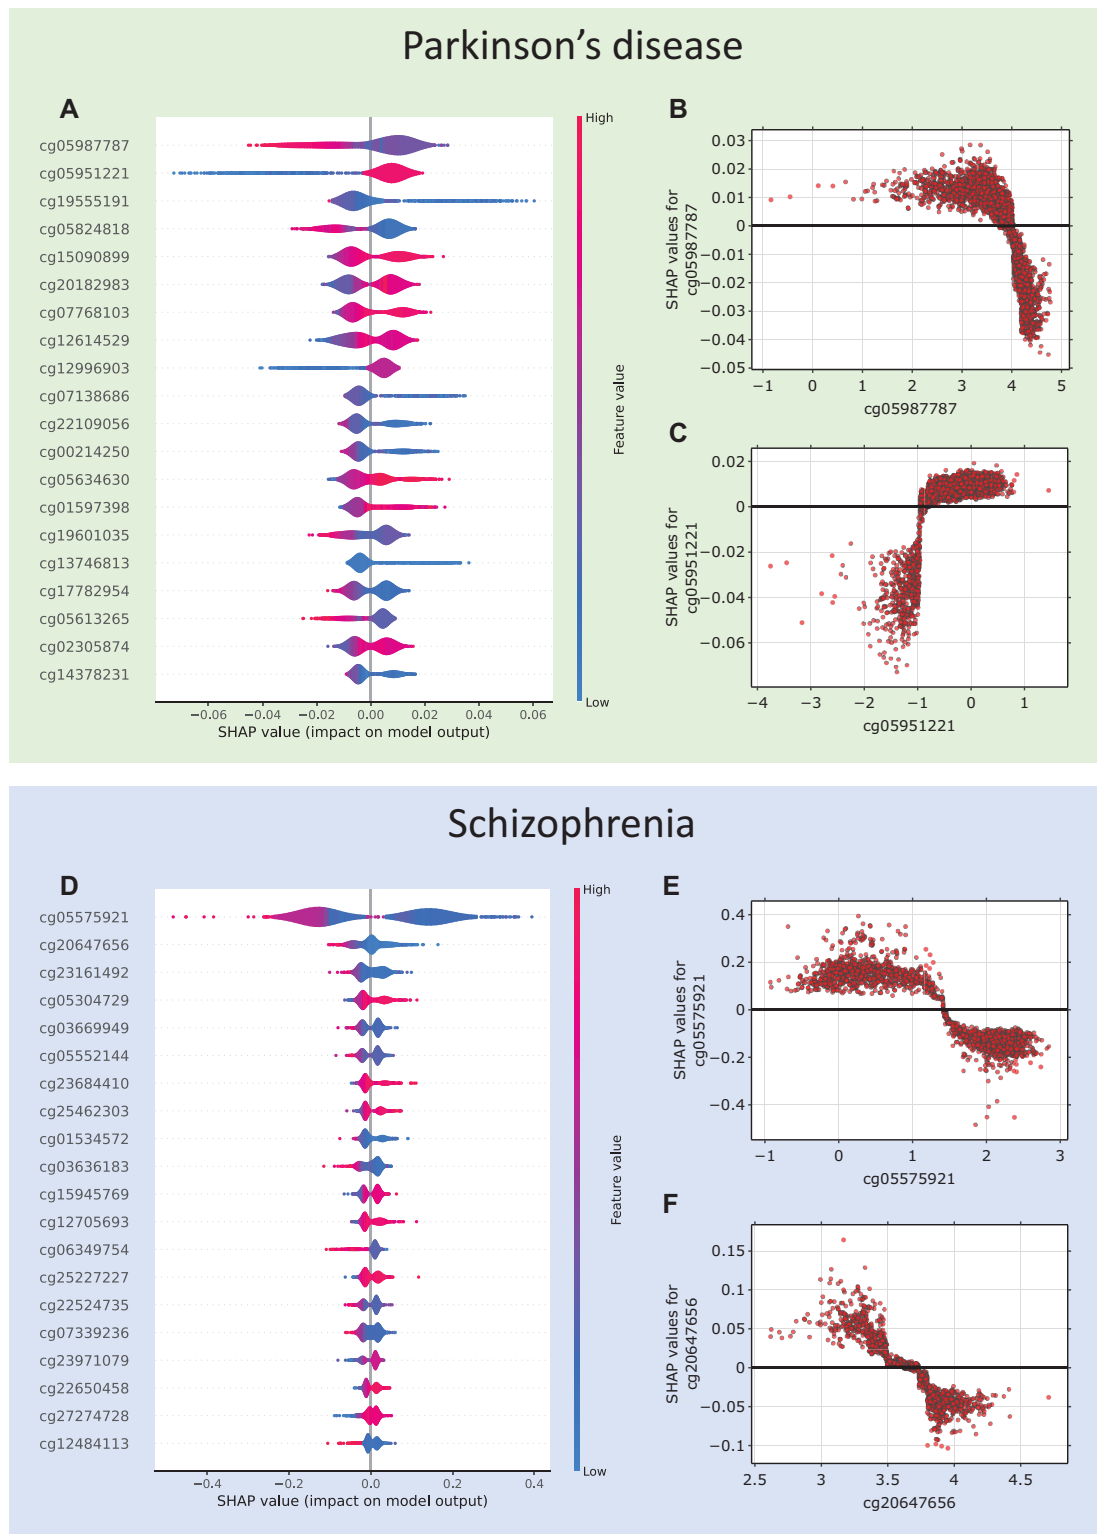 Parkinson's disease
A
cg05987787
cg05951221
cg19555191
cg05824818
cg15090899
cg20182983
cg07768103
cg12614529
cg12996903
cg07138686
cg22109056
cg00214250
cg05634630
cg01597398
cg19601035
cg13746813
cg17782954
cg05613265
cg02305874
cg14378231
−0.06 −0.04 −0.02 0.00 0.02 0.04 0.06
SHAP value (impact on model output)
High
Feature value
Low
B
SHAP values for
cg05987787
0.03
0.02
0.01
0
−0.01
−0.02
−0.03
−0.04
−0.05
−1 0 1 2 3 4 5
cg05987787
C
SHAP values for
cg05951221
0.02
0
−0.02
−0.04
−0.06
−4 −3 −2 −1 0 1
cg05951221
Schizophrenia
D
cg05575921
cg20647656
cg23161492
cg05304729
cg03669949
cg05552144
cg23684410
cg25462303
cg01534572
cg03636183
cg15945769
cg12705693
cg06349754
cg25227227
cg22524735
cg07339236
cg23971079
cg22650458
cg27274728
cg12484113
−0.4 −0.2 0.0 0.2 0.4
SHAP value (impact on model output)
High
Feature value
Low
E
SHAP values for
cg05575921
0.4
0.2
0
−0.2
−0.4
−1 0 1 2 3
cg05575921
F
SHAP values for
cg20647656
0.15
0.1
0.05
0
−0.05
−0.1
2.5 3 3.5 4 4.5
cg20647656